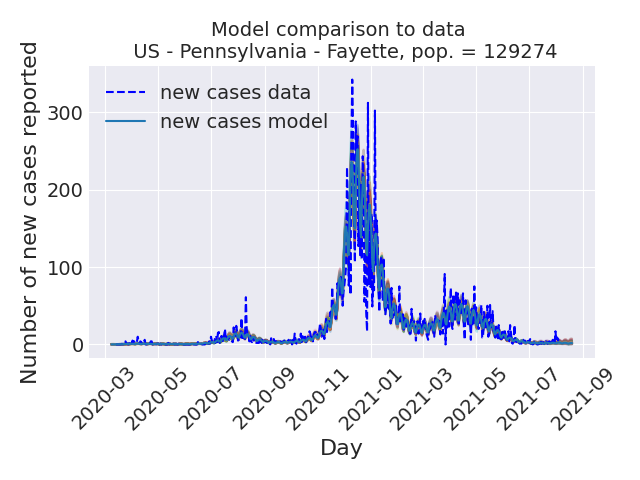 Model comparison to data
US - Pennsylvania - Fayette, pop. = 129274
Number of new cases reported
new cases data
new cases model
300
200
100
0
2020-03
2020-05
2020-07
2020-09
2020-11
2021-01
2021-03
2021-05
2021-07
2021-09
Day